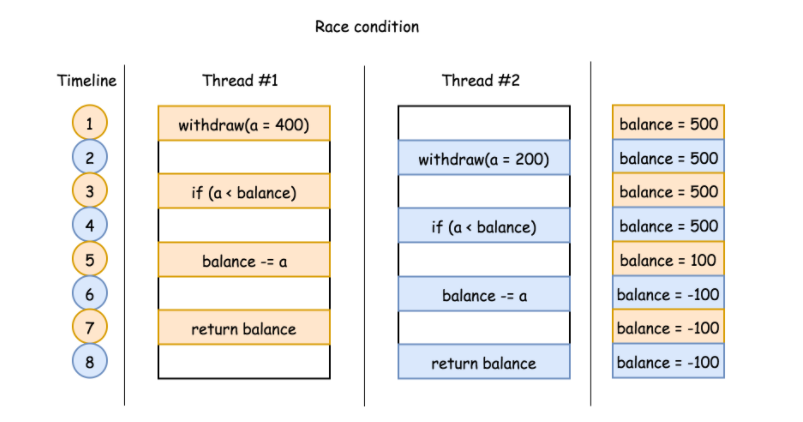 Race condition
Timeline Thread #1 Thread #2
1 withdraw(a = 400) balance = 500
2 withdraw(a = 200) balance = 500
3 if (a < balance) balance = 500
4 if (a < balance) balance = 500
5 balance -= a balance = 100
6 balance -= a balance = -100
7 return balance balance = -100
8 return balance balance = -100